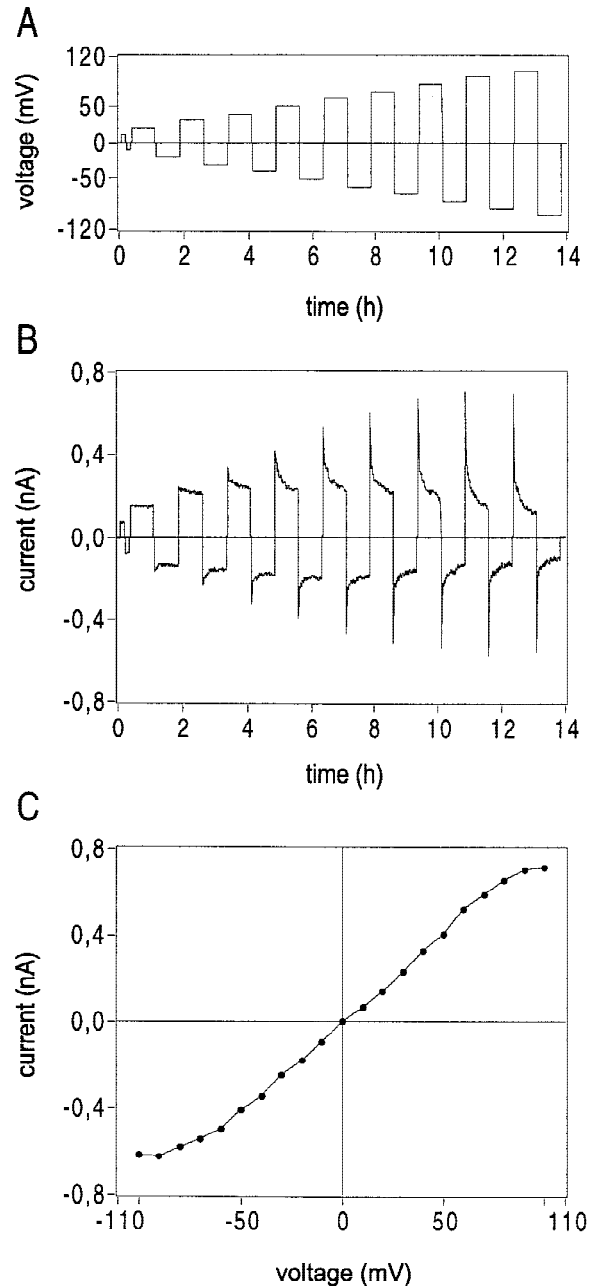 A
voltage (mV)
120
50
0
-50
-120
0 2 4 6 8 10 12 14
time (h)
B
current (nA)
0,8
0,4
0,0
-0,4
-0,8
0 2 4 6 8 10 12 14
time (h)
C
current (nA)
0,8
0,4
0,0
-0,4
-0,8
-110 -50 0 50 110
voltage (mV)